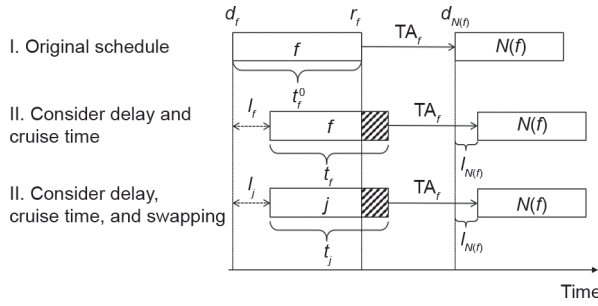 d_f r_f d_N(f)
I. Original schedule f TA_f N(f)
t_f^0
II. Consider delay and cruise time l_f f TA_f N(f)
t_f l_N(f)
II. Consider delay, cruise time, and swapping l_j j TA_f N(f)
t_j l_N(f)
Time